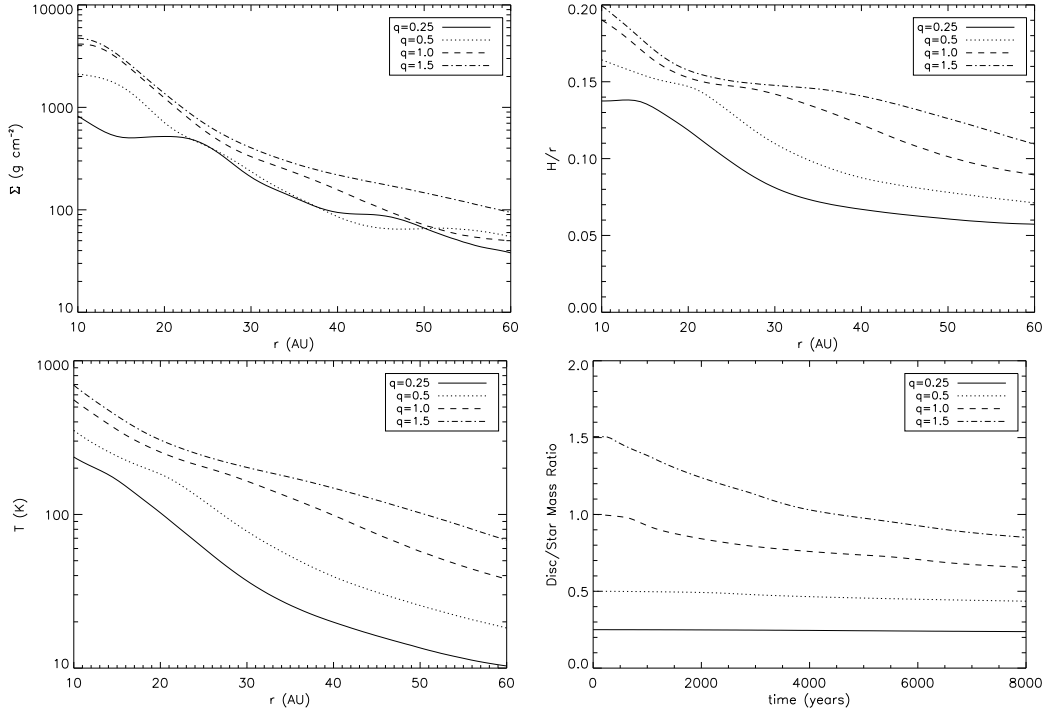 10000
1000
100
10
Σ (g cm⁻²)
q=0.25
q=0.5
q=1.0
q=1.5
10 20 30 40 50 60
r (AU)
0.20
0.15
0.10
0.05
0.00
H/r
q=0.25
q=0.5
q=1.0
q=1.5
10 20 30 40 50 60
r (AU)
1000
100
10
T (K)
q=0.25
q=0.5
q=1.0
q=1.5
10 20 30 40 50 60
r (AU)
2.0
1.5
1.0
0.5
0.0
Disc/Star Mass Ratio
q=0.25
q=0.5
q=1.0
q=1.5
0 2000 4000 6000 8000
time (years)